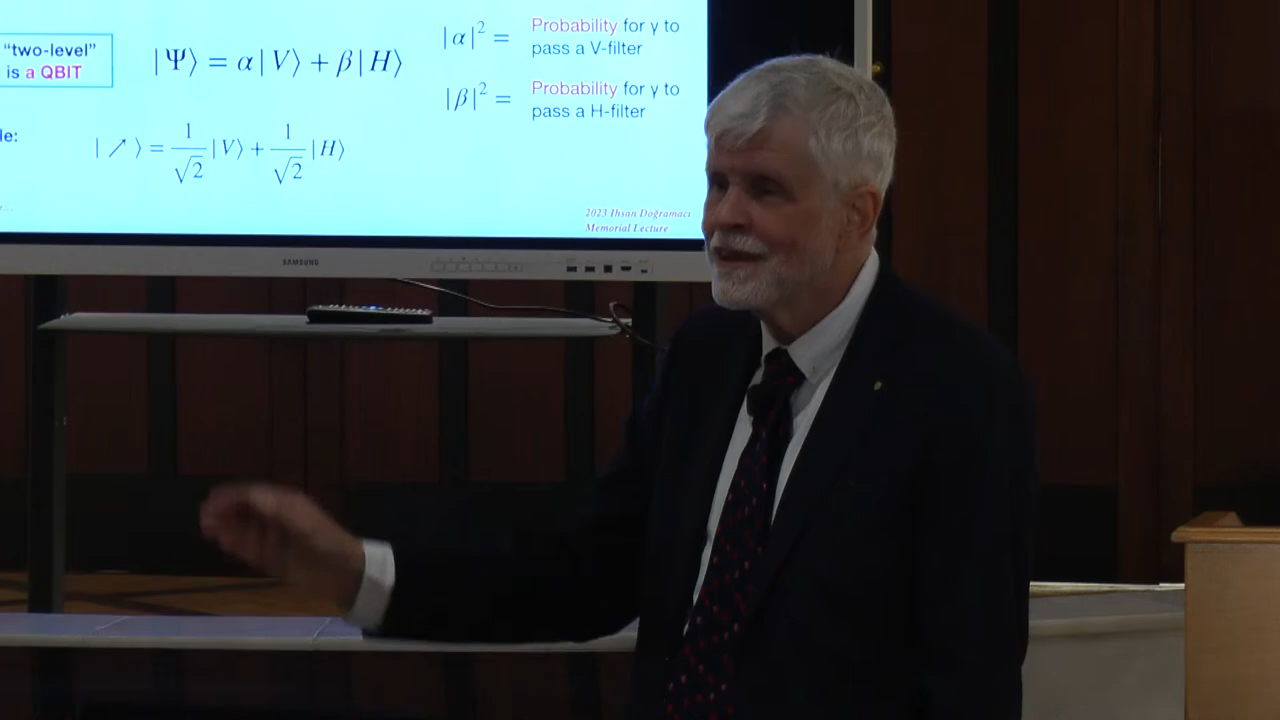 “two-level”
is a QBIT
|Ψ⟩ = α|V⟩ + β|H⟩
|α|² = Probability for γ to
pass a V-filter
|β|² = Probability for γ to
pass a H-filter
|↗⟩ = 1/√2 |V⟩ + 1/√2 |H⟩
2023 Ihsan Doğramacı
Memorial Lecture
SAMSUNG